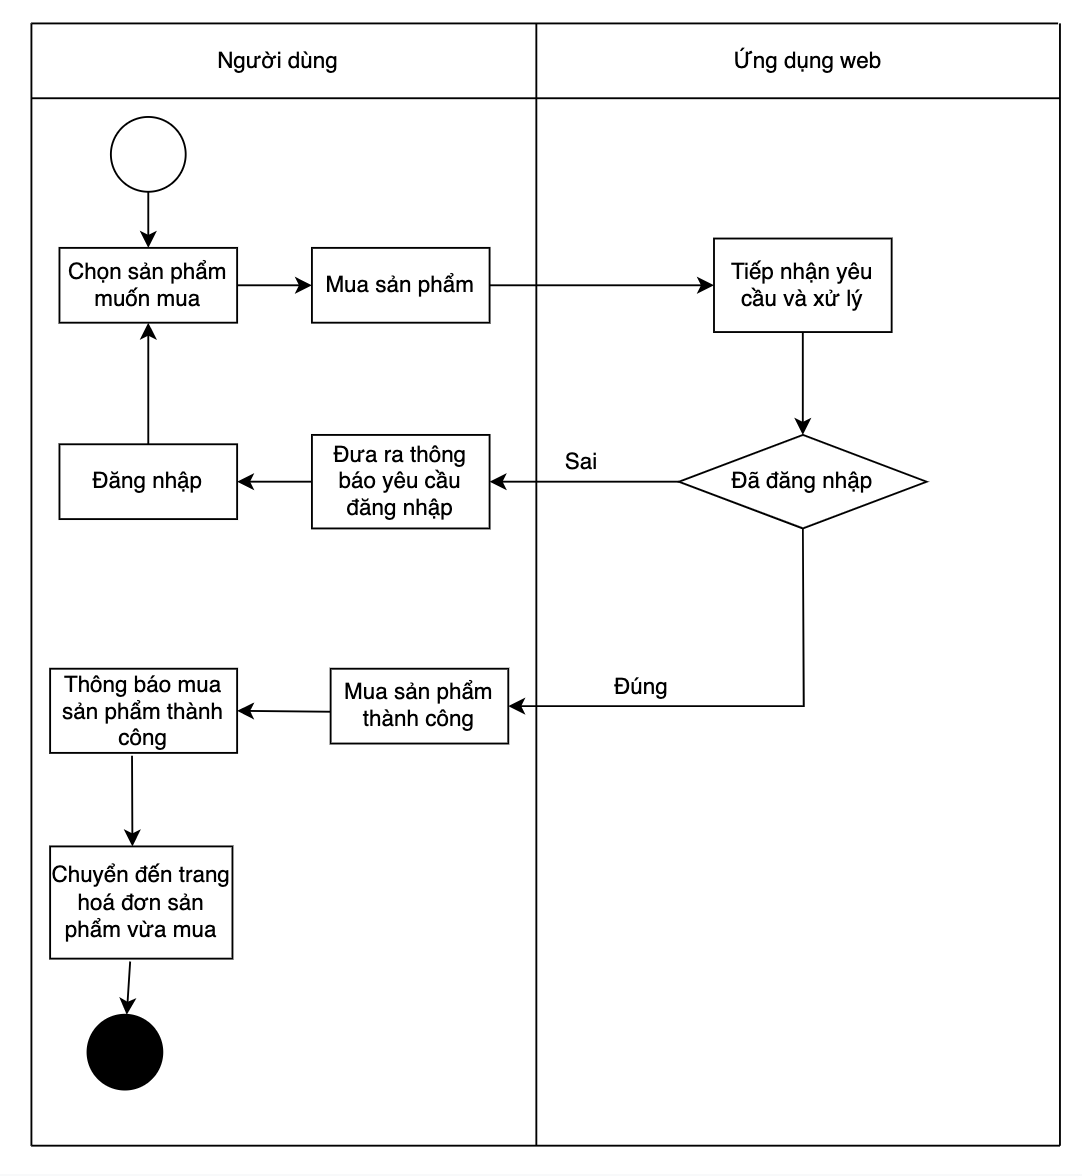 Người dùng
Ứng dụng web
Chọn sản phẩm
muốn mua
Mua sản phẩm
Tiếp nhận yêu
cầu và xử lý
Đăng nhập
Đưa ra thông
báo yêu cầu
đăng nhập
Sai
Đã đăng nhập
Thông báo mua
sản phẩm thành
công
Mua sản phẩm
thành công
Đúng
Chuyển đến trang
hoá đơn sản
phẩm vừa mua